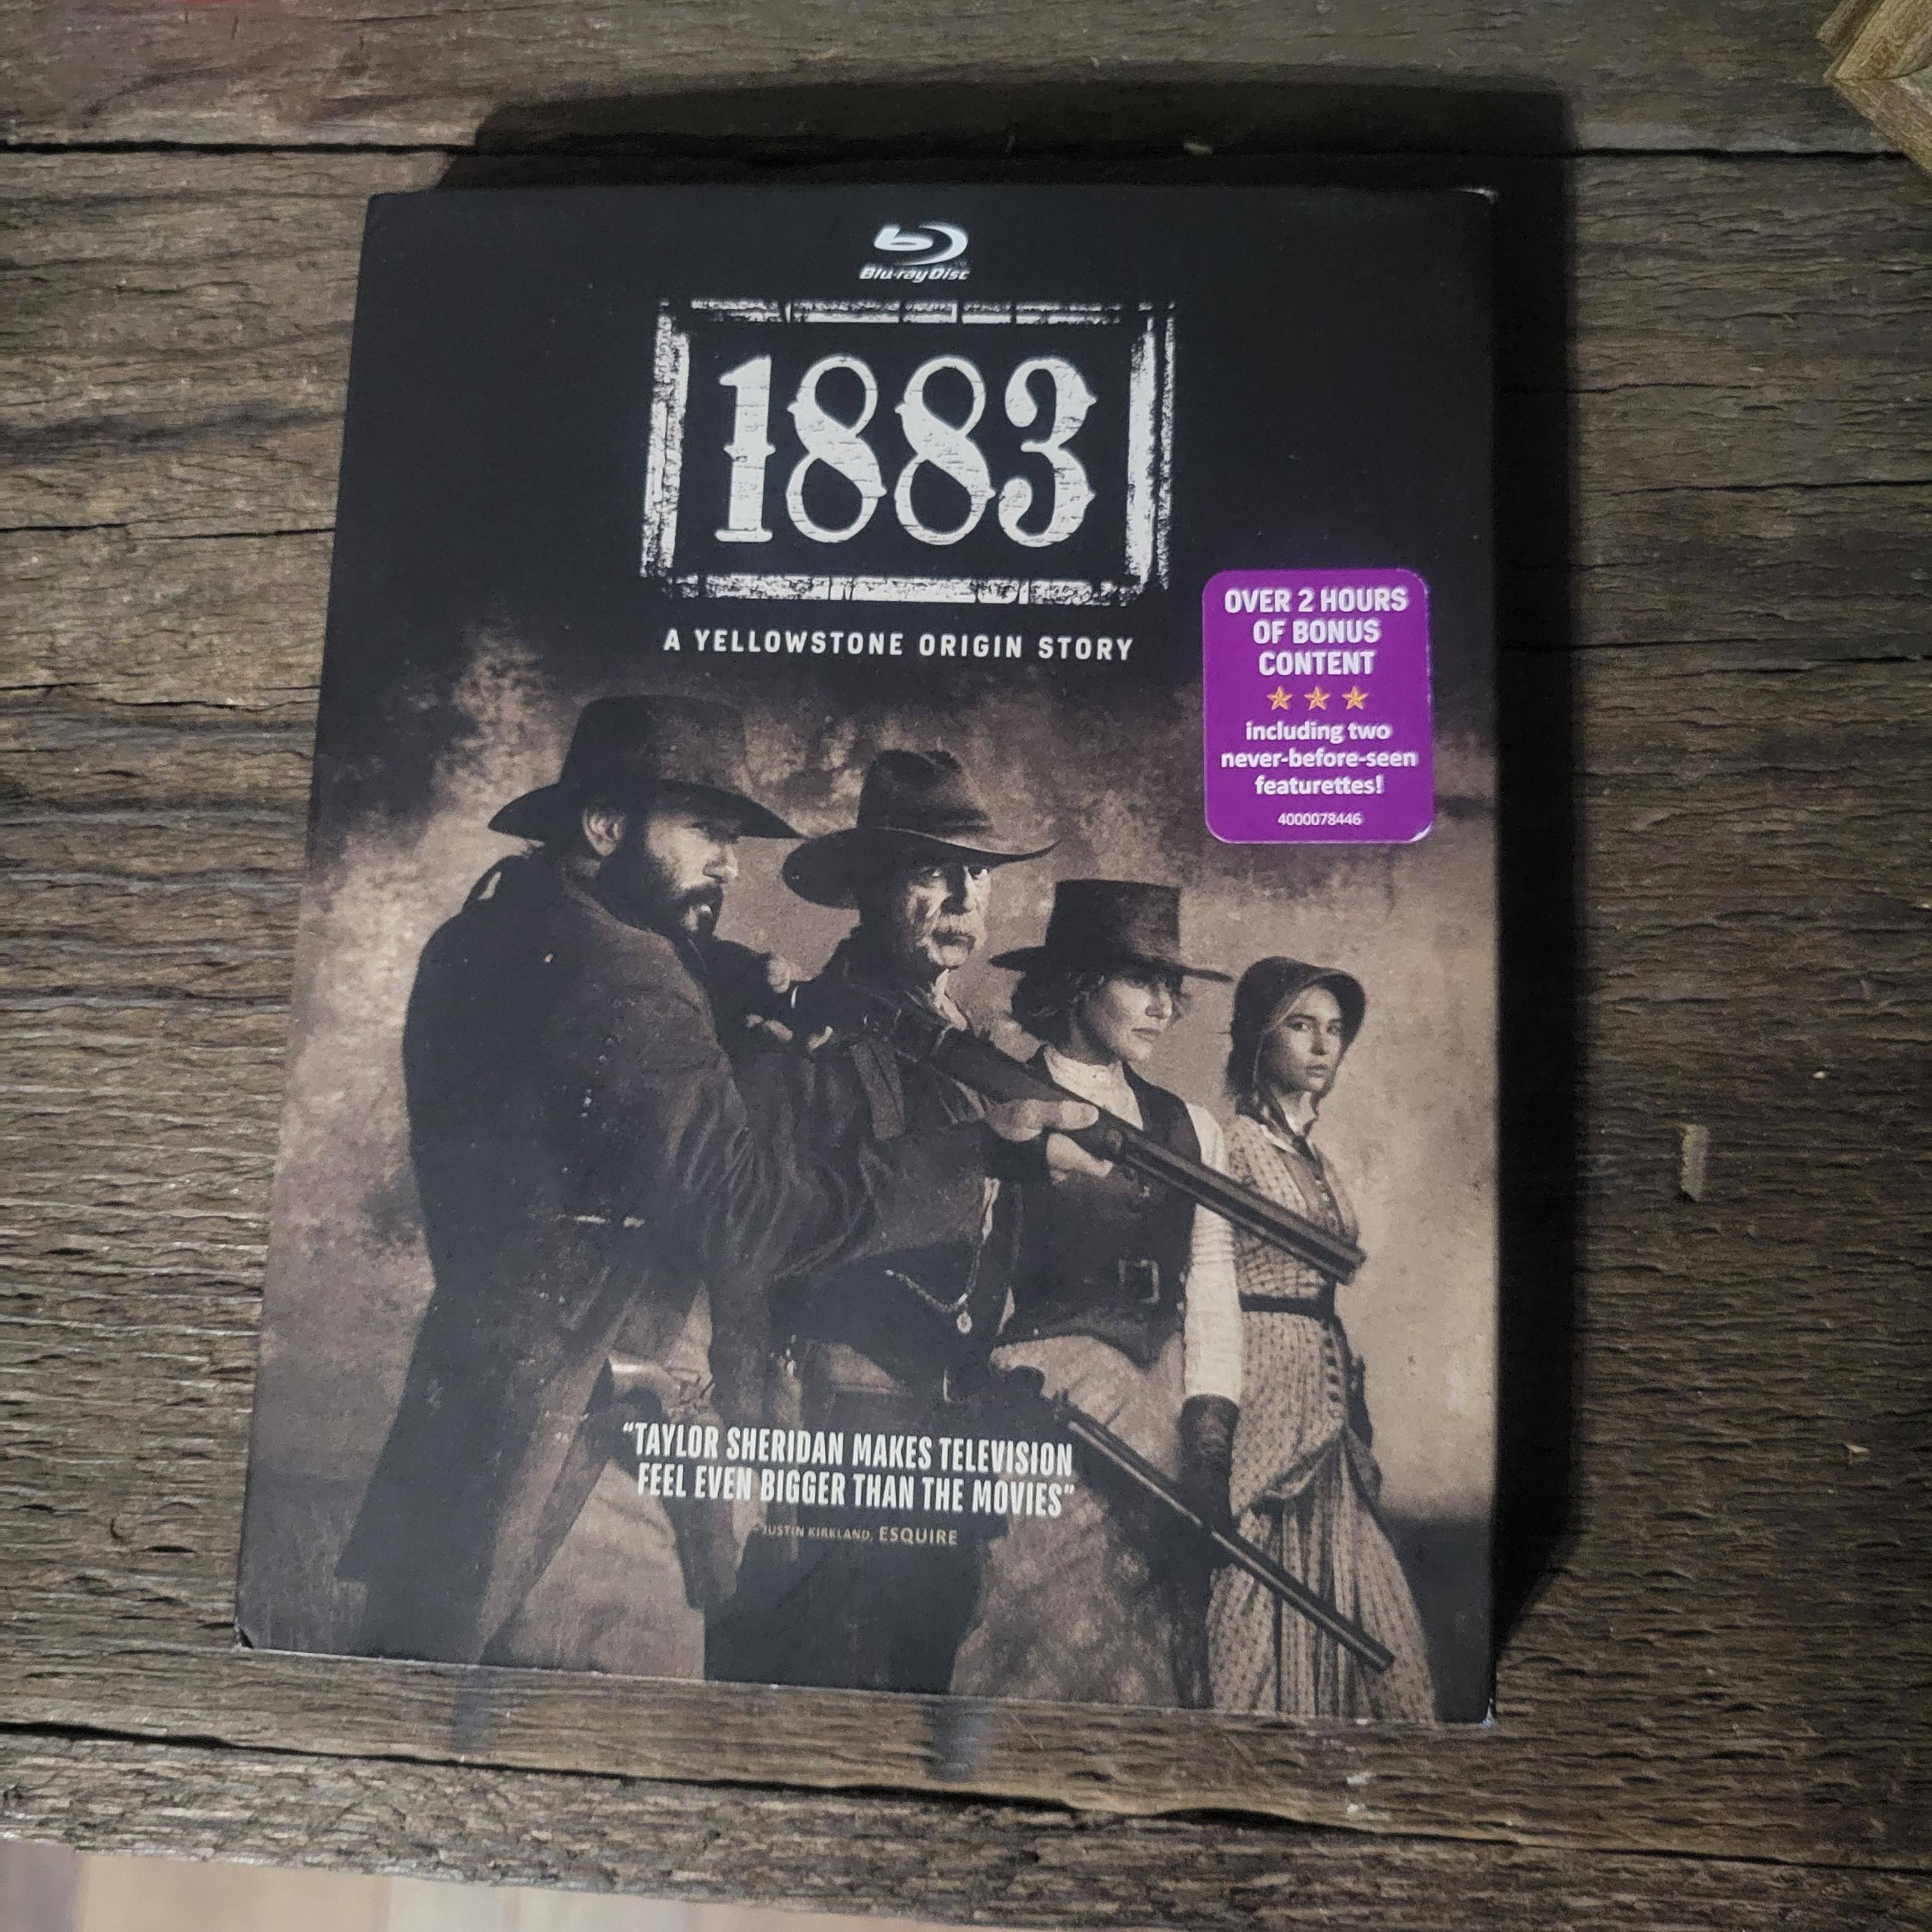 Blu-ray Disc
1883
A YELLOWSTONE ORIGIN STORY
OVER 2 HOURS
OF BONUS
CONTENT
including two
never-before-seen
featurettes!
4000078446
"TAYLOR SHERIDAN MAKES TELEVISION
FEEL EVEN BIGGER THAN THE MOVIES"
JUSTIN KIRKLAND, ESQUIRE